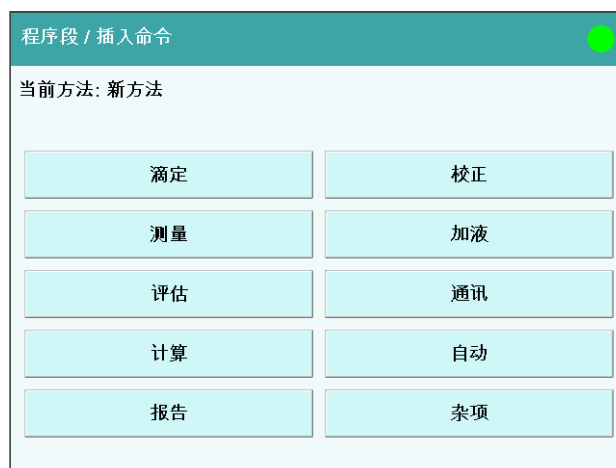 程序段 / 插入命令
当前方法: 新方法
滴定 校正
测量 加液
评估 通讯
计算 自动
报告 杂项